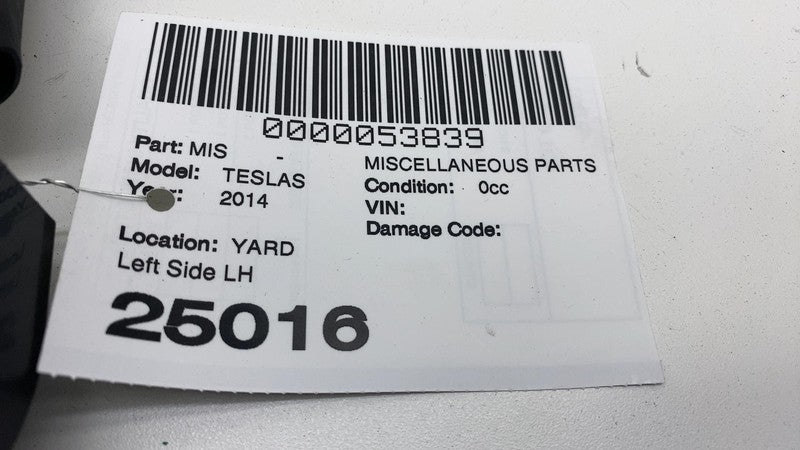 0000053839
Part: MIS -
MISCELLANEOUS PARTS
Model: TESLAS
Condition: 0cc
Year: 2014
VIN:
Damage Code:
Location: YARD
Left Side LH
25016